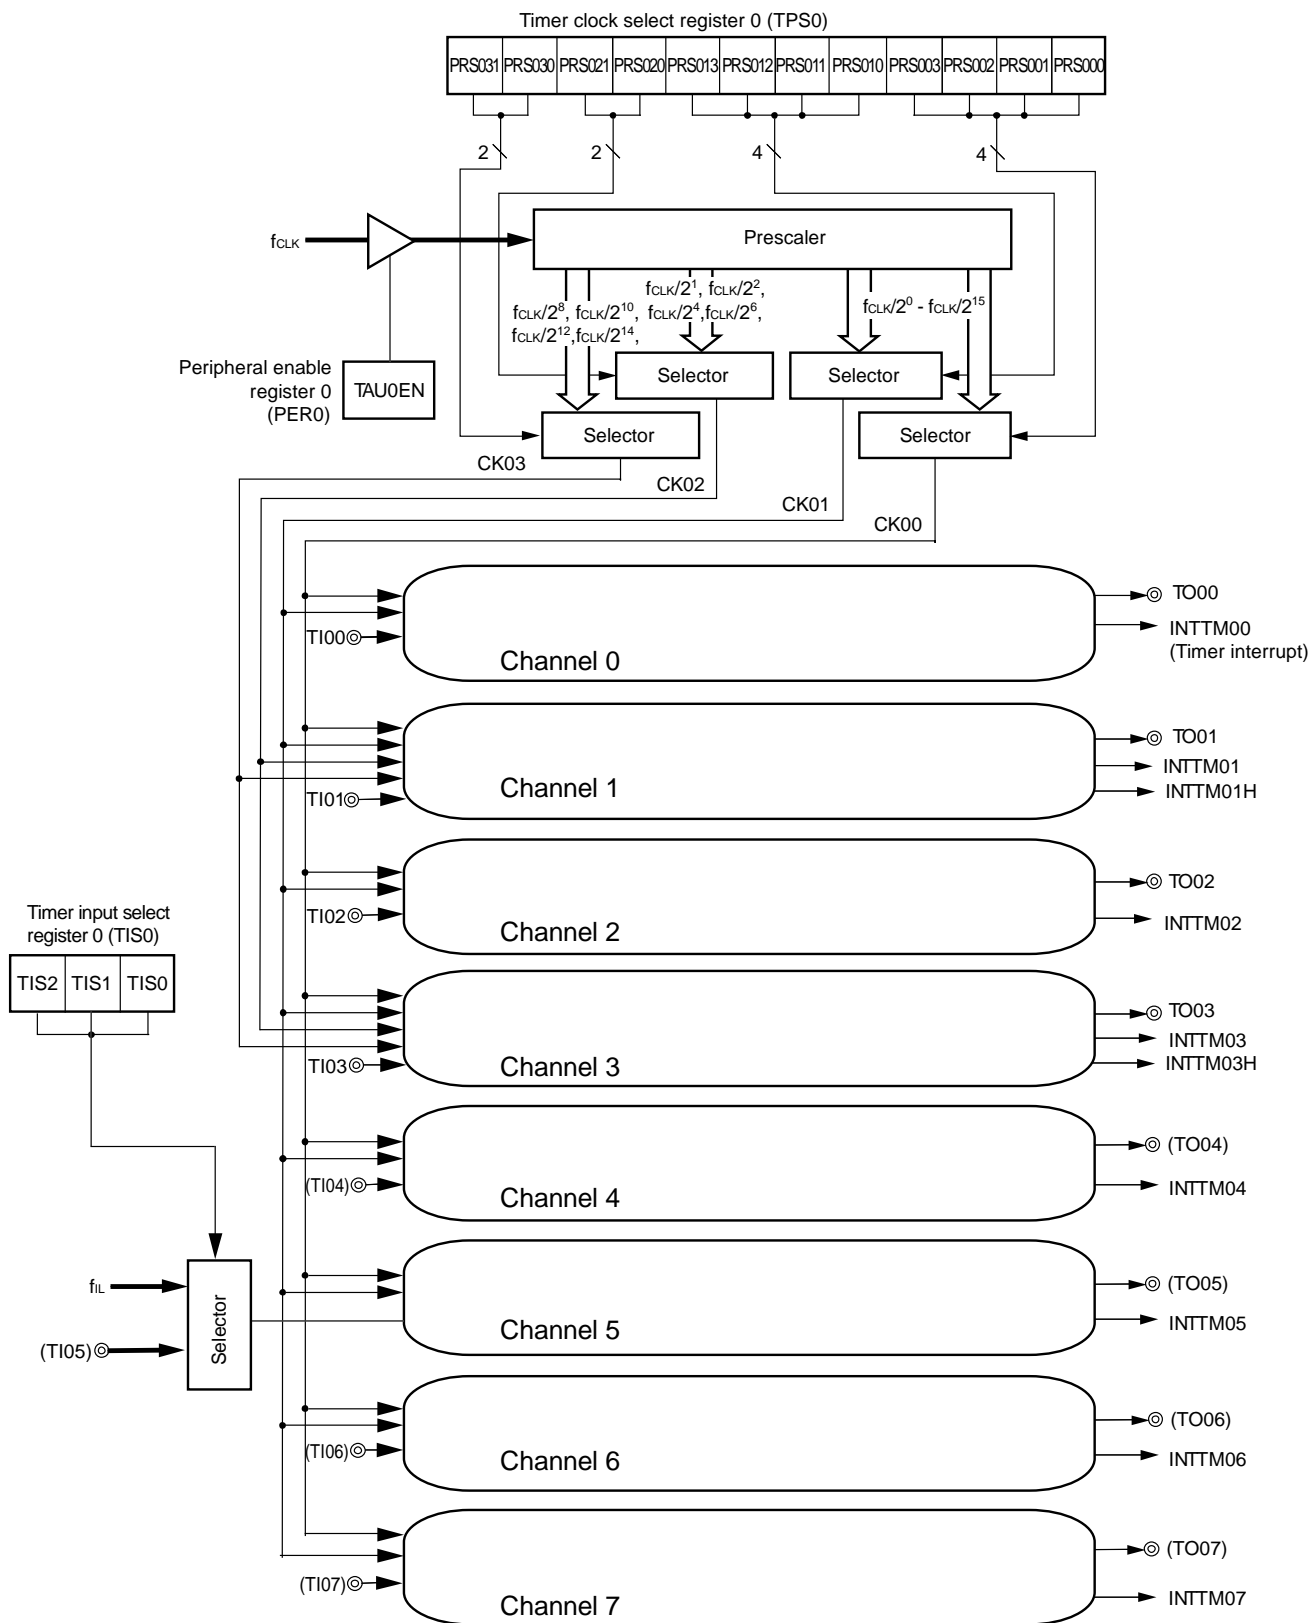 Timer clock select register 0 (TPS0)
PRS031 PRS030 PRS021 PRS020 PRS013 PRS012 PRS011 PRS010 PRS003 PRS002 PRS001 PRS000
2 2 4 4
fCLK
Prescaler
fCLK/2^8, fCLK/2^10,
fCLK/2^12,fCLK/2^14,
fCLK/2^1, fCLK/2^2,
fCLK/2^4,fCLK/2^6,
fCLK/2^0 - fCLK/2^15
Peripheral enable
register 0
(PER0)
TAU0EN
Selector
Selector
Selector
Selector
CK03
CK02
CK01
CK00
TI00
Channel 0
TO00
INTTM00
(Timer interrupt)
TI01
Channel 1
TO01
INTTM01
INTTM01H
TI02
Channel 2
TO02
INTTM02
Timer input select
register 0 (TIS0)
TIS2 TIS1 TIS0
TI03
Channel 3
TO03
INTTM03
INTTM03H
(TI04)
Channel 4
(TO04)
INTTM04
fIL
(TI05)
Selector
Channel 5
(TO05)
INTTM05
(TI06)
Channel 6
(TO06)
INTTM06
(TI07)
Channel 7
(TO07)
INTTM07